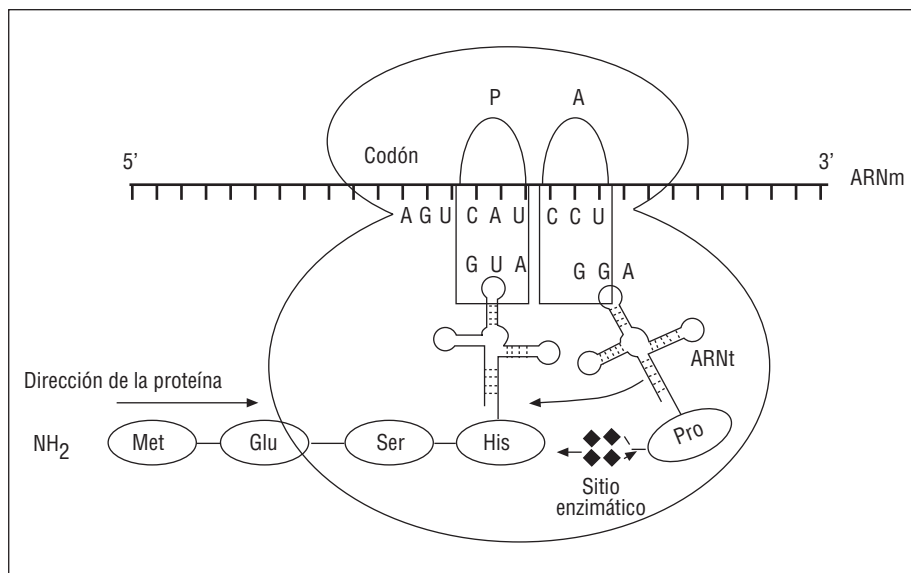 P A
Codón
5' 3' ARNm
A G U C A U C C U
G U A G G A
ARNt
Dirección de la proteína
NH2 Met Glu Ser His Pro
Sitio
enzimático